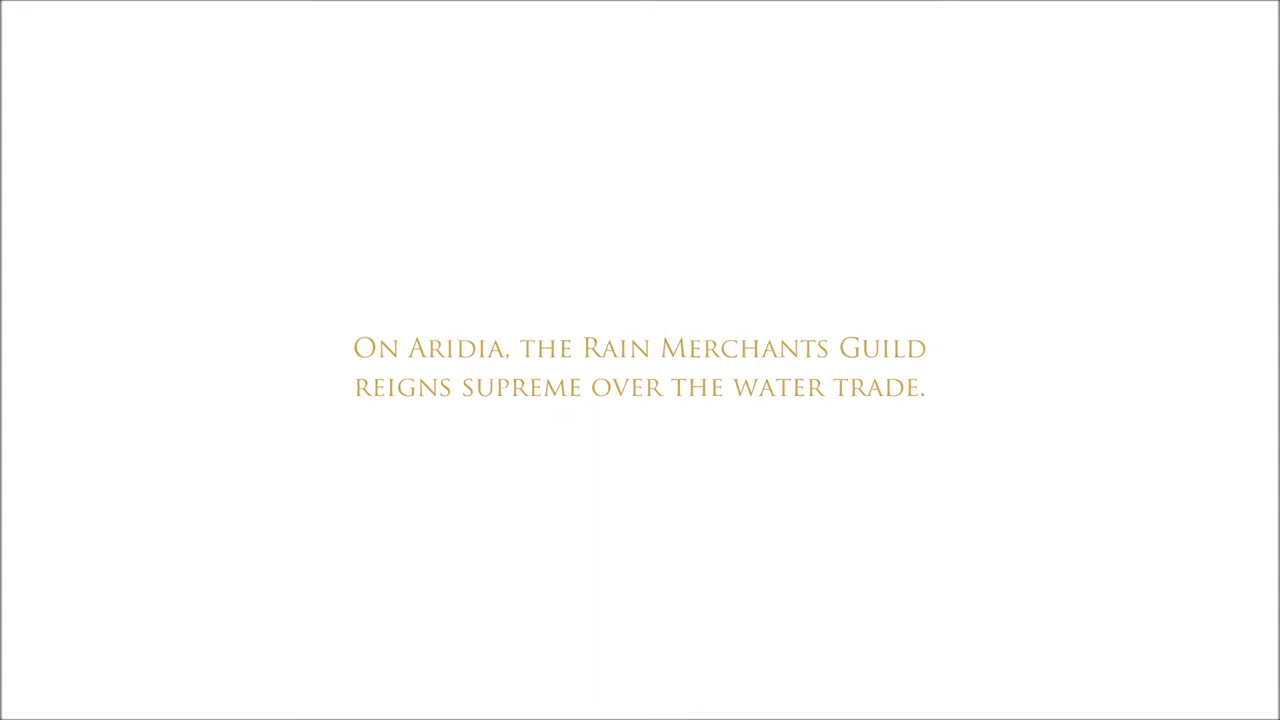 On Aridia, the Rain Merchants Guild
reigns supreme over the water trade.